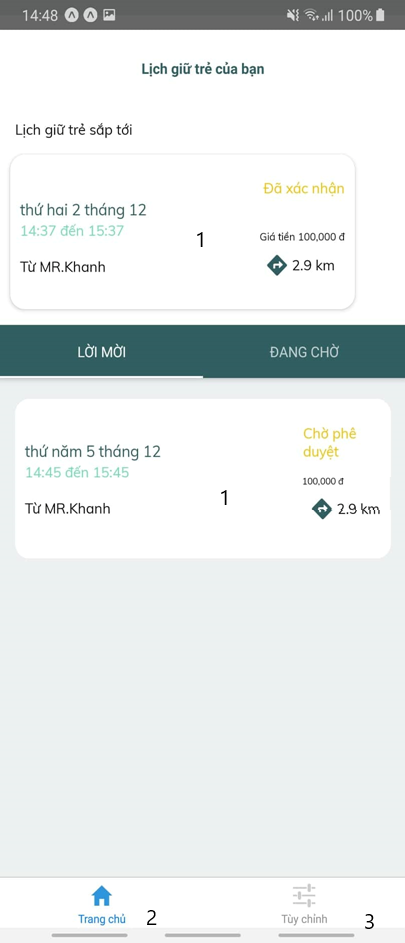 14:48 100%
Lịch giữ trẻ của bạn
Lịch giữ trẻ sắp tới
Đã xác nhận
thứ hai 2 tháng 12
14:37 đến 15:37
1
Giá tiền 100,000 đ
Từ MR.Khanh
2.9 km
LỜI MỜI ĐANG CHỜ
Chờ phê
duyệt
thứ năm 5 tháng 12
14:45 đến 15:45
100,000 đ
1
Từ MR.Khanh
2.9 km
Trang chủ 2 Tùy chỉnh 3